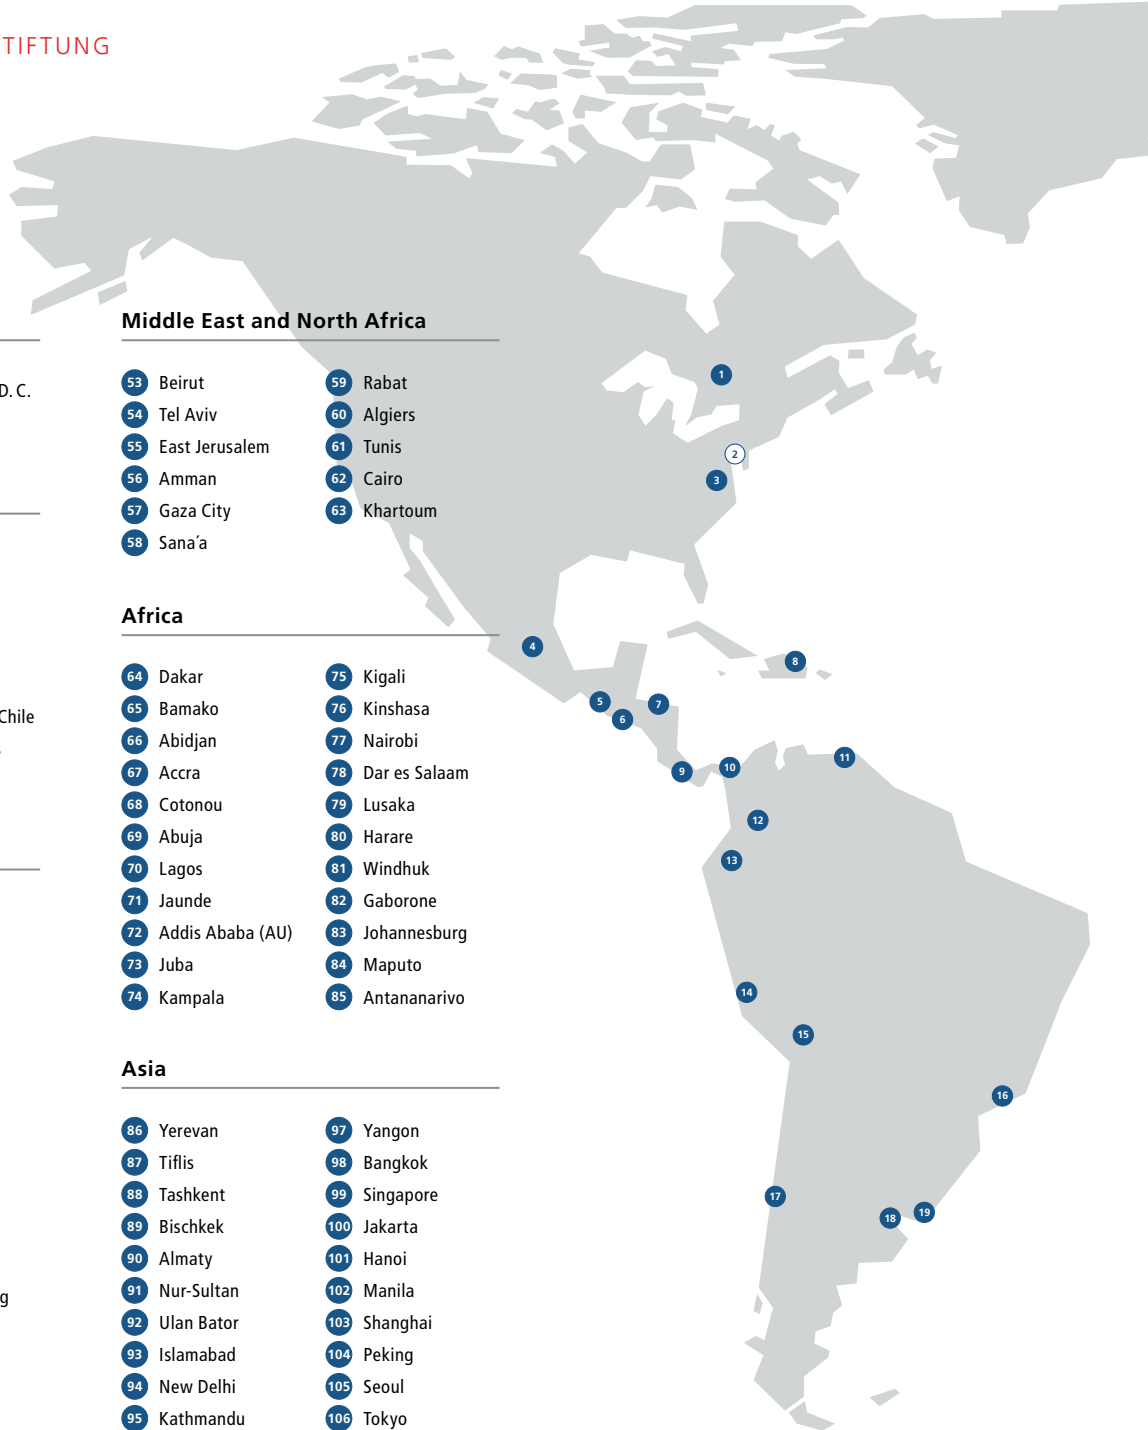 TIFTUNG
D. C.
Chile
g
Middle East and North Africa
53 Beirut
54 Tel Aviv
55 East Jerusalem
56 Amman
57 Gaza City
58 Sana´a
59 Rabat
60 Algiers
61 Tunis
62 Cairo
63 Khartoum
Africa
64 Dakar
65 Bamako
66 Abidjan
67 Accra
68 Cotonou
69 Abuja
70 Lagos
71 Jaunde
72 Addis Ababa (AU)
73 Juba
74 Kampala
75 Kigali
76 Kinshasa
77 Nairobi
78 Dar es Salaam
79 Lusaka
80 Harare
81 Windhuk
82 Gaborone
83 Johannesburg
84 Maputo
85 Antananarivo
Asia
86 Yerevan
87 Tiflis
88 Tashkent
89 Bischkek
90 Almaty
91 Nur-Sultan
92 Ulan Bator
93 Islamabad
94 New Delhi
95 Kathmandu
97 Yangon
98 Bangkok
99 Singapore
100 Jakarta
101 Hanoi
102 Manila
103 Shanghai
104 Peking
105 Seoul
106 Tokyo
1
2
3
4
5
6
7
8
9
10
11
12
13
14
15
16
17
18
19